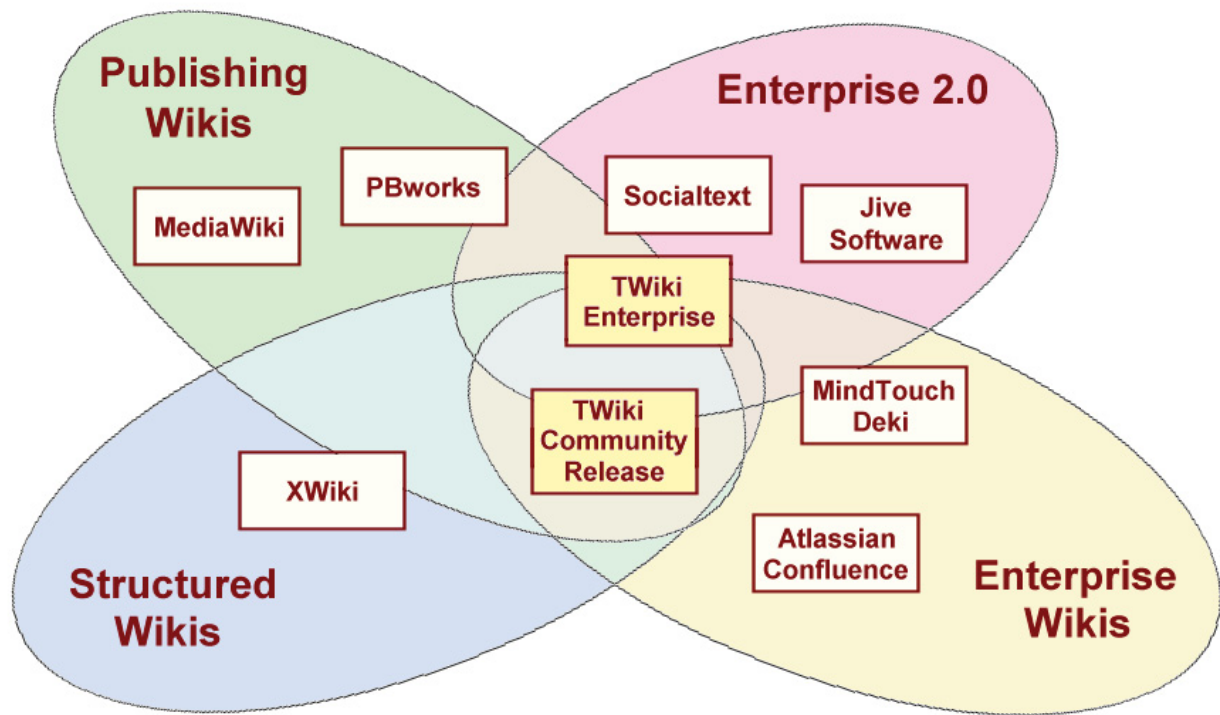 Publishing
Wikis
Enterprise 2.0
PBworks
Socialtext
MediaWiki
Jive
Software
TWiki
Enterprise
MindTouch
Deki
TWiki
Community
Release
XWiki
Atlassian
Confluence
Structured
Wikis
Enterprise
Wikis